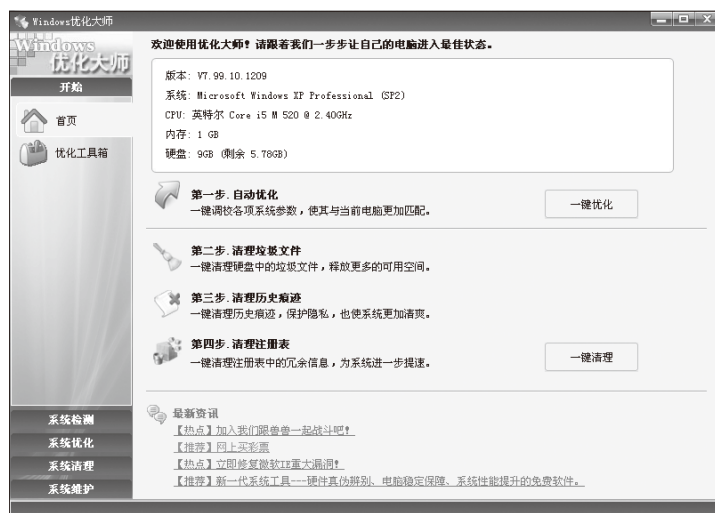 Windows优化大师
Windows
优化大师
开始
首页
优化工具箱
系统检测
系统优化
系统清理
系统维护
欢迎使用优化大师！请跟着我们一步步让自己的电脑进入最佳状态。
版本: V7.99.10.1209
系统: Microsoft Windows XP Professional (SP2)
CPU: 英特尔 Core i5 M 520 @ 2.40GHz
内存: 1 GB
硬盘: 9GB (剩余 5.78GB)
第一步.自动优化
一键调校各项系统参数，使其与当前电脑更加匹配。
一键优化
第二步.清理垃圾文件
一键清理硬盘中的垃圾文件，释放更多的可用空间。
第三步.清理历史痕迹
一键清理历史痕迹，保护隐私，也使系统更加清爽。
第四步.清理注册表
一键清理注册表中的冗余信息，为系统进一步提速。
一键清理
最新资讯
【热点】加入我们跟兽兽一起战斗吧！
【推荐】网上买彩票
【热点】立即修复微软IE重大漏洞！
【推荐】新一代系统工具---硬件真伪辨别、电脑稳定保障、系统性能提升的免费软件。